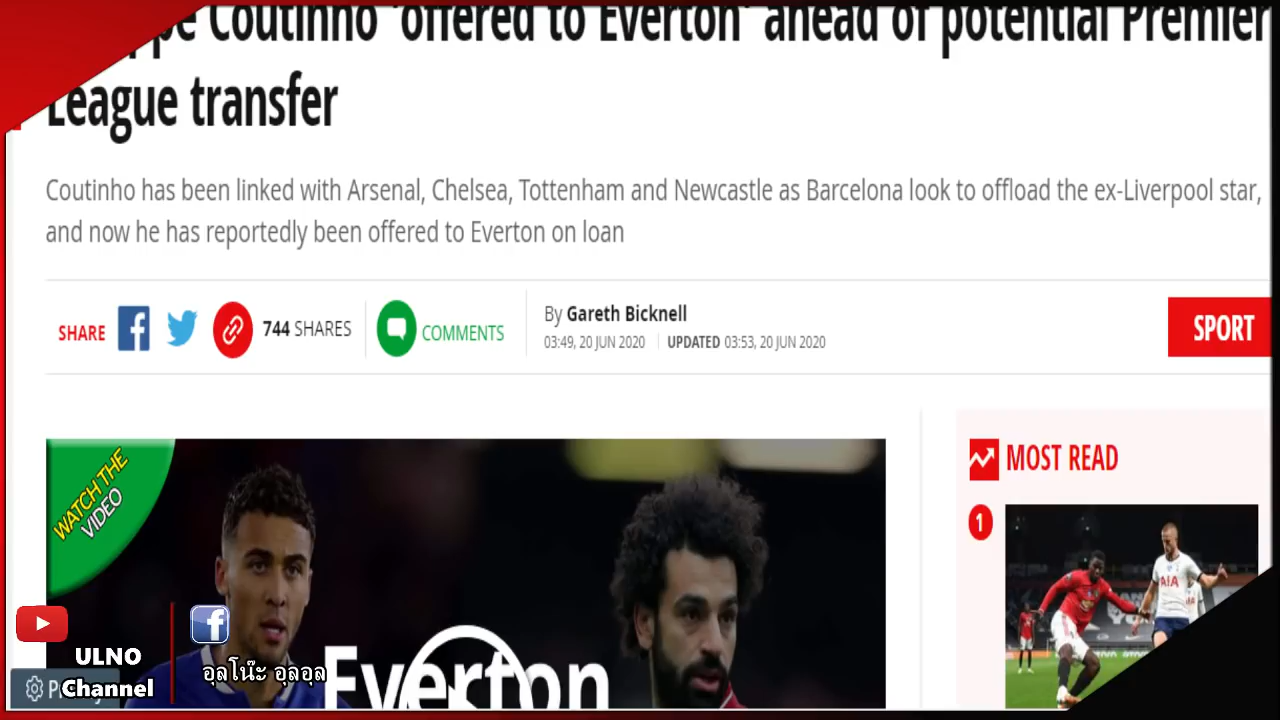 Coutinho 'offered to Everton' ahead of potential Premier
League transfer
Coutinho has been linked with Arsenal, Chelsea, Tottenham and Newcastle as Barcelona look to offload the ex-Liverpool star,
and now he has reportedly been offered to Everton on loan
SHARE 744 SHARES COMMENTS
By Gareth Bicknell
03:49, 20 JUN 2020 UPDATED 03:53, 20 JUN 2020
SPORT
WATCH THE
VIDEO
MOST READ
1
AIA
Everton
ULNO
Channel
อุลโน๊ะ อุลอุล